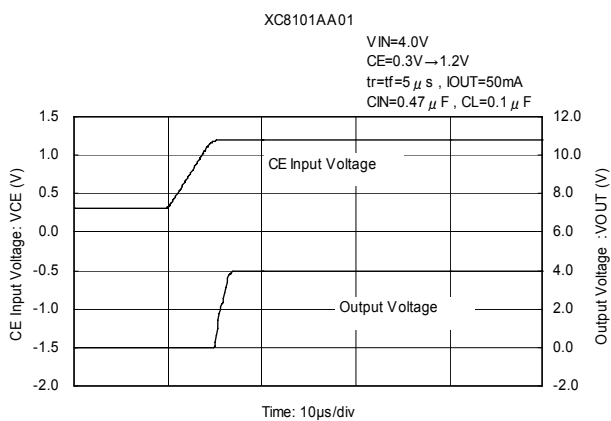 XC8101AA01
VIN=4.0V
CE=0.3V→1.2V
tr=tf=5 μ s , IOUT=50mA
CIN=0.47 μ F , CL=0.1 μ F
CE Input Voltage: VCE (V)
1.5
1.0
0.5
0.0
-0.5
-1.0
-1.5
-2.0
CE Input Voltage
Output Voltage
12.0
10.0
8.0
6.0
4.0
2.0
0.0
-2.0
Output Voltage :VOUT (V)
Time: 10μs/div